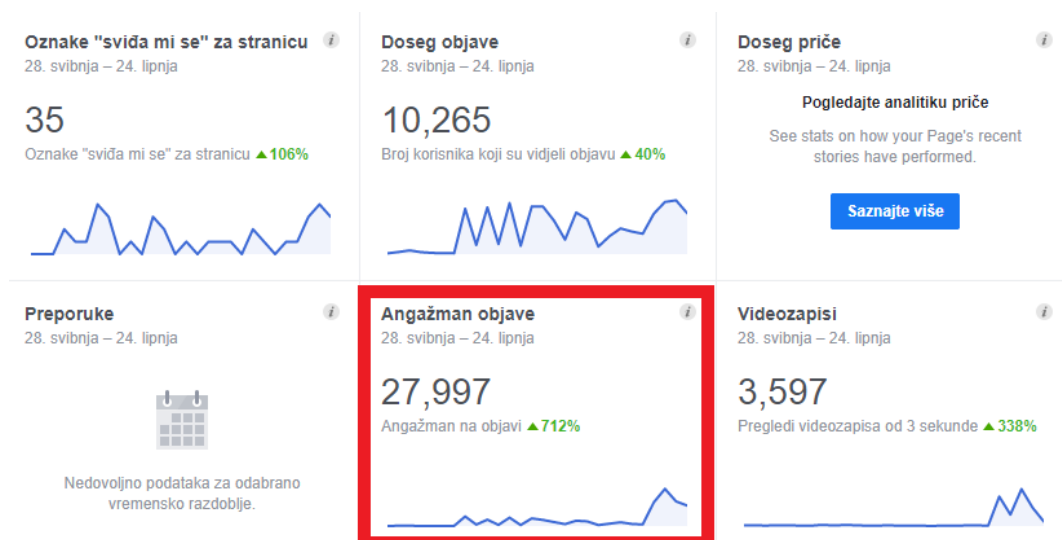 Oznake "sviđa mi se" za stranicu
28. svibnja – 24. lipnja
35
Oznake "sviđa mi se" za stranicu ▲106%
Doseg objave
28. svibnja – 24. lipnja
10,265
Broj korisnika koji su vidjeli objavu ▲40%
Doseg priče
28. svibnja – 24. lipnja
Pogledajte analitiku priče
See stats on how your Page's recent
stories have performed.
Saznajte više
Preporuke
28. svibnja – 24. lipnja
Nedovoljno podataka za odabrano
vremensko razdoblje.
Angažman objave
28. svibnja – 24. lipnja
27,997
Angažman na objavi ▲712%
Videozapisi
28. svibnja – 24. lipnja
3,597
Pregledi videozapisa od 3 sekunde ▲338%